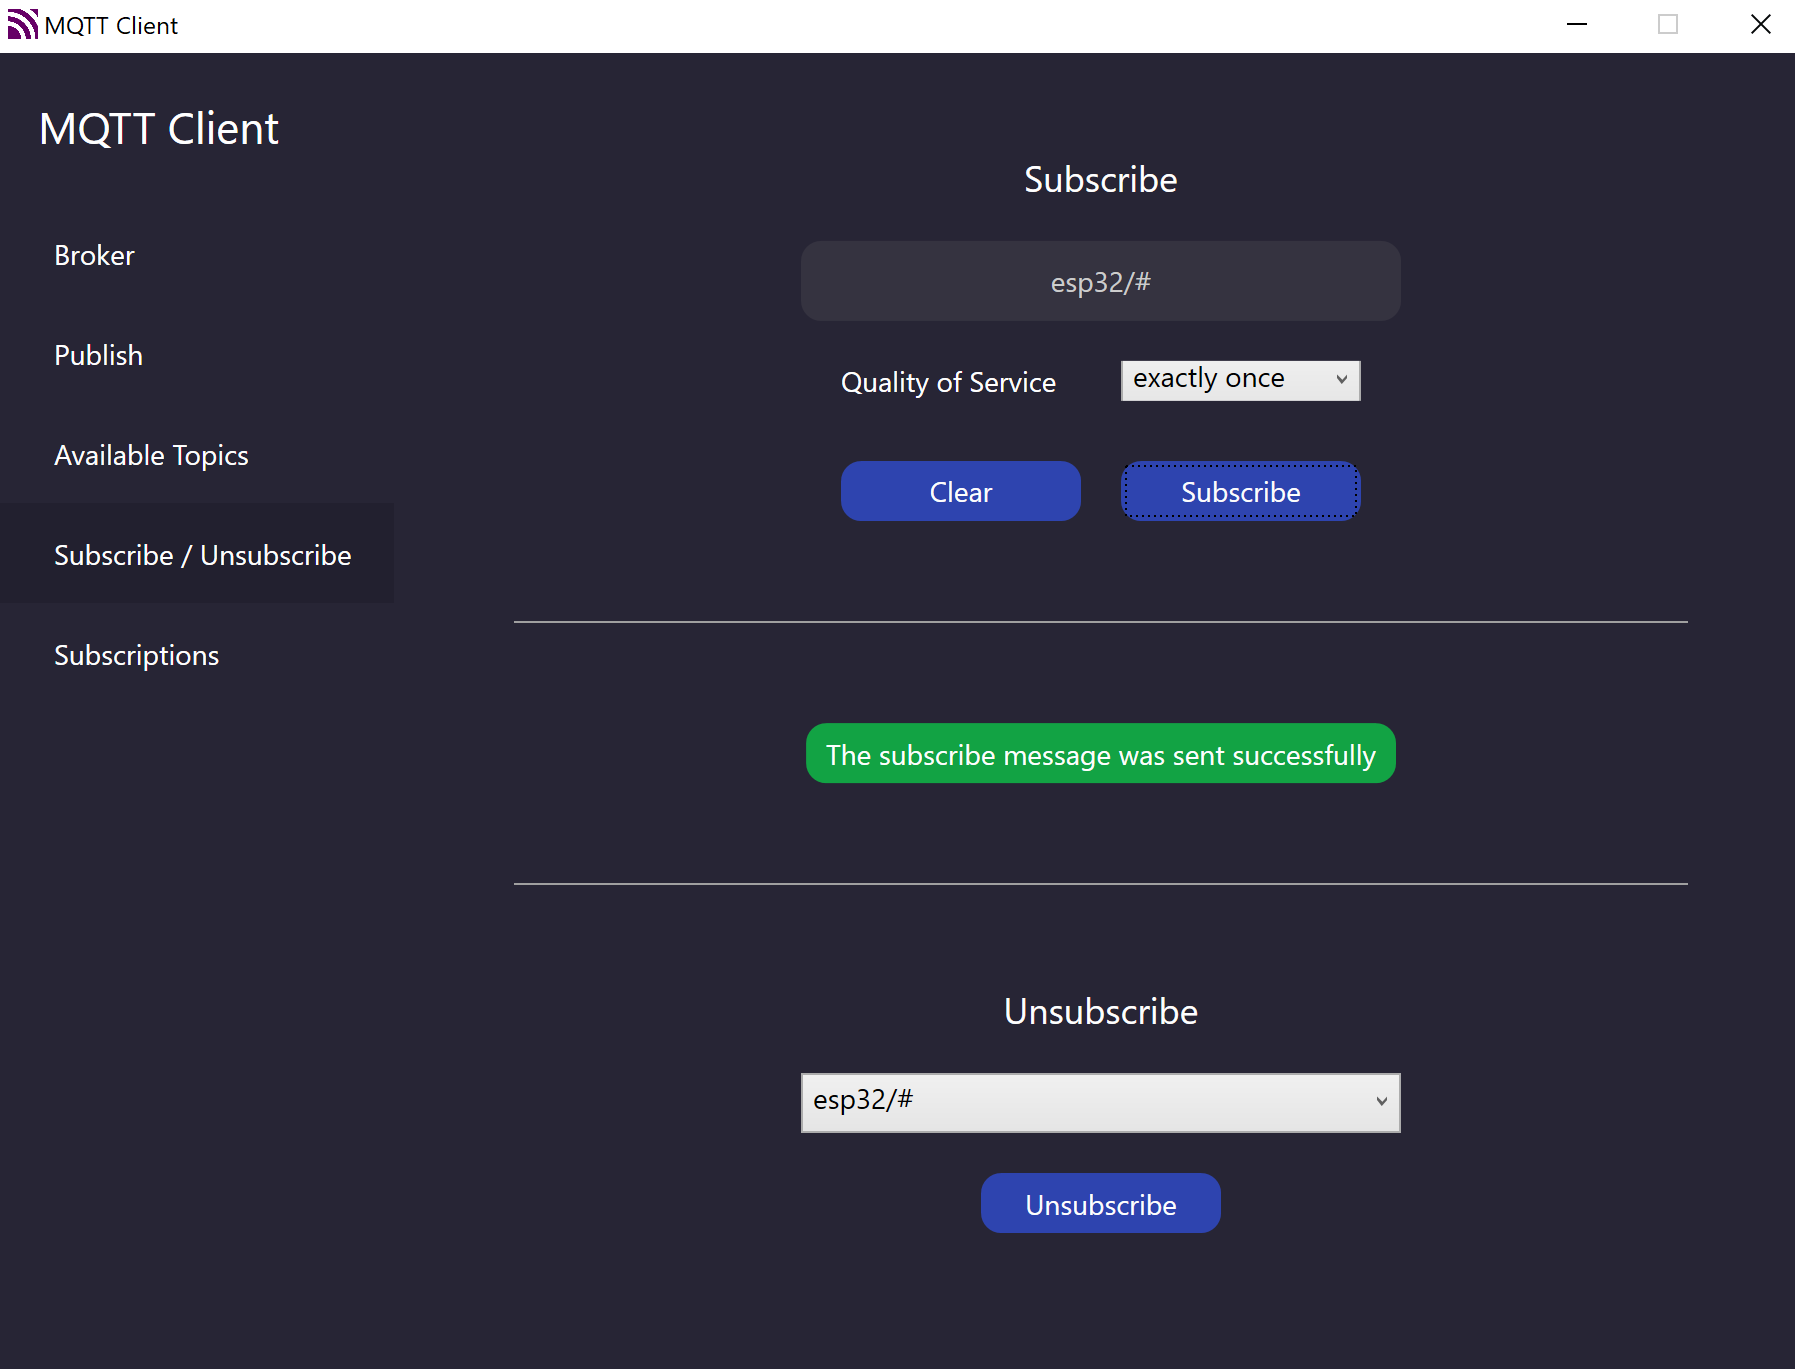 MQTT Client
MQTT Client
Broker
Publish
Available Topics
Subscribe / Unsubscribe
Subscriptions
Subscribe
esp32/#
Quality of Service
exactly once
Clear
Subscribe
The subscribe message was sent successfully
Unsubscribe
esp32/#
Unsubscribe